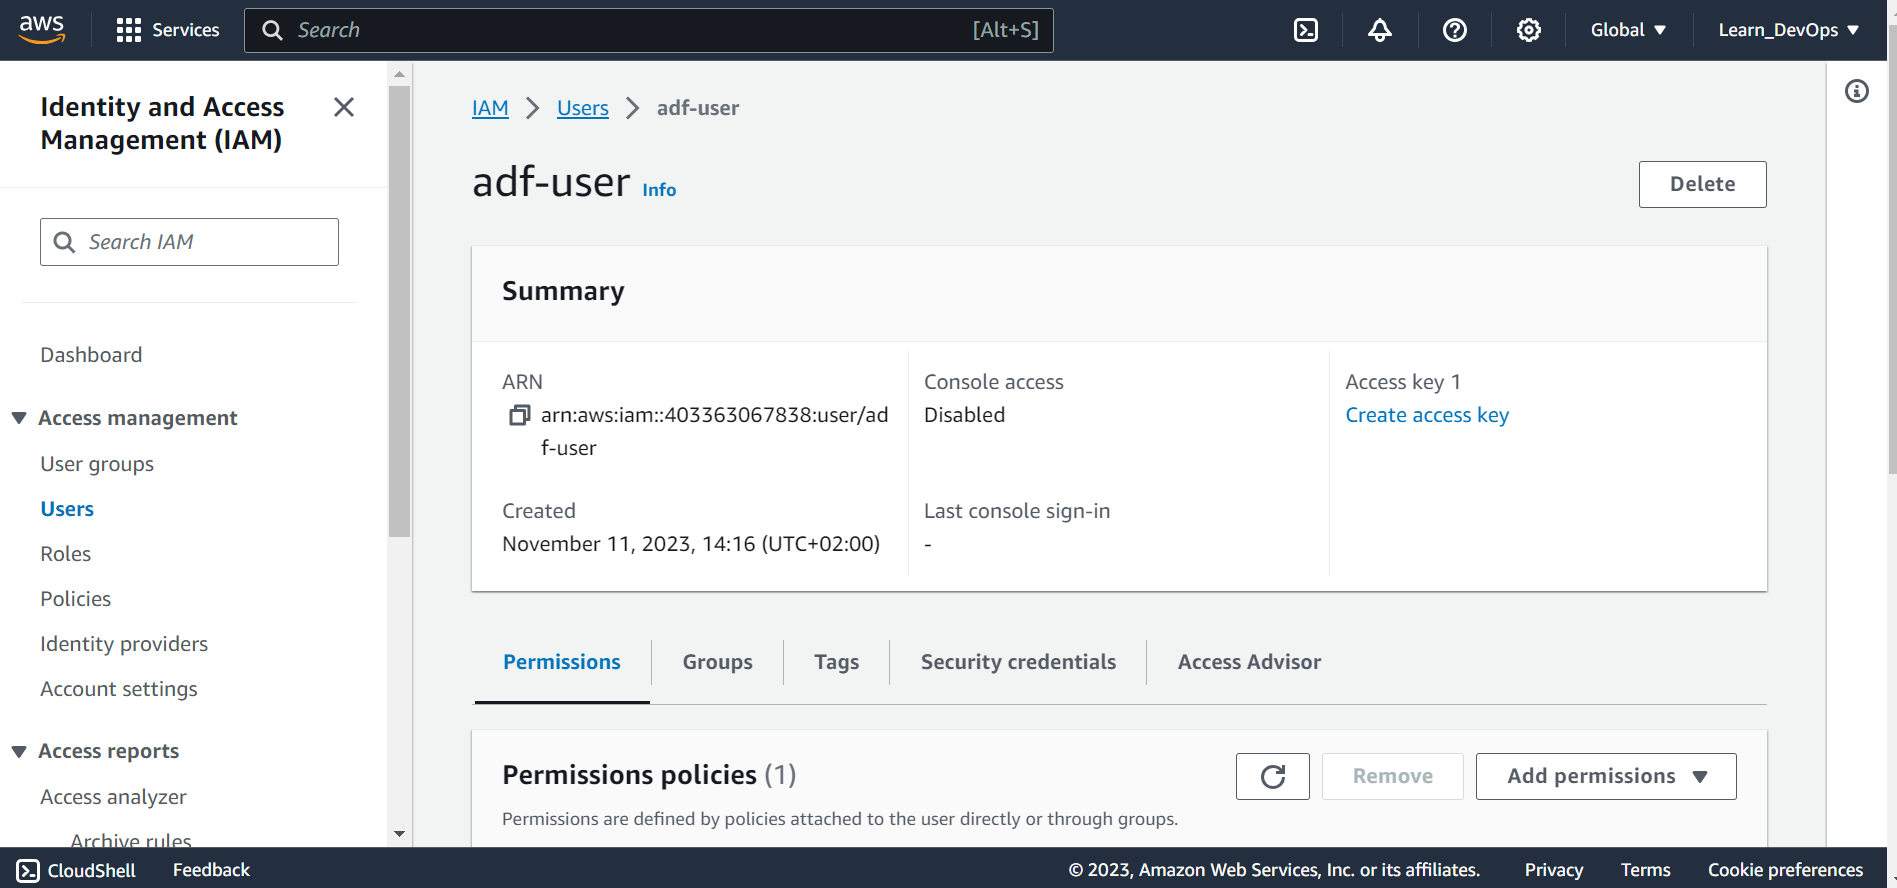 aws
Services
Search [Alt+S]
Global
Learn_DevOps
Identity and Access
Management (IAM)
Search IAM
Dashboard
Access management
User groups
Users
Roles
Policies
Identity providers
Account settings
Access reports
Access analyzer
Archive rules
IAM
Users
adf-user
adf-user Info
Delete
Summary
ARN
arn:aws:iam::403363067838:user/ad
f-user
Console access
Disabled
Access key 1
Create access key
Created
November 11, 2023, 14:16 (UTC+02:00)
Last console sign-in
-
Permissions
Groups
Tags
Security credentials
Access Advisor
Permissions policies (1)
Remove
Add permissions
Permissions are defined by policies attached to the user directly or through groups.
CloudShell
Feedback
© 2023, Amazon Web Services, Inc. or its affiliates.
Privacy
Terms
Cookie preferences